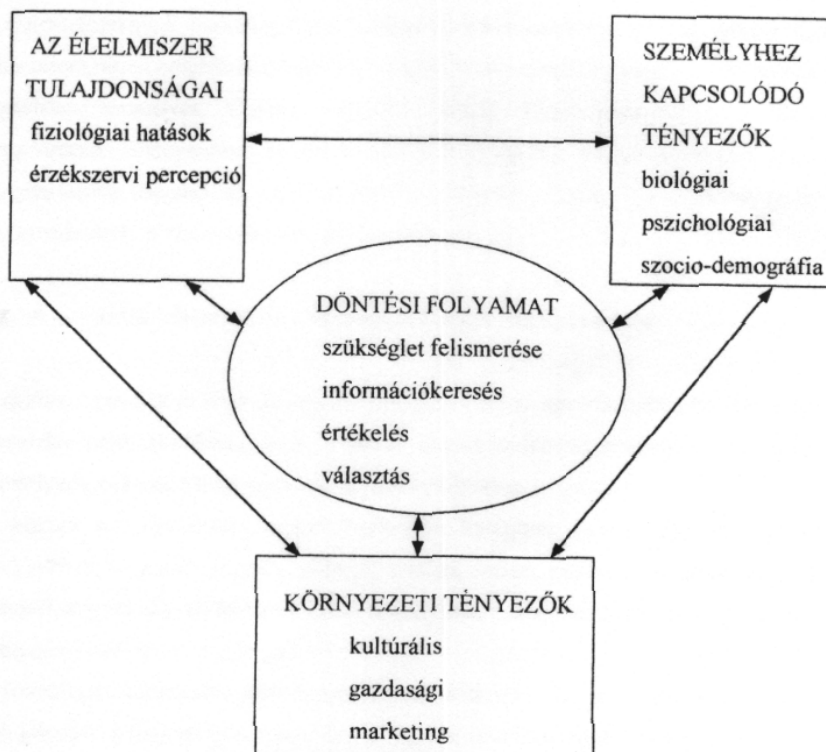 AZ ÉLELMISZER
TULAJDONSÁGAI
fiziológiai hatások
érzékszervi percepció
SZEMÉLYHEZ
KAPCSOLÓDÓ
TÉNYEZŐK
biológiai
pszichológiai
szocio-demográfia
DÖNTÉSI FOLYAMAT
szükséglet felismerése
információkeresés
értékelés
választás
KÖRNYEZETI TÉNYEZŐK
kultúrális
gazdasági
marketing